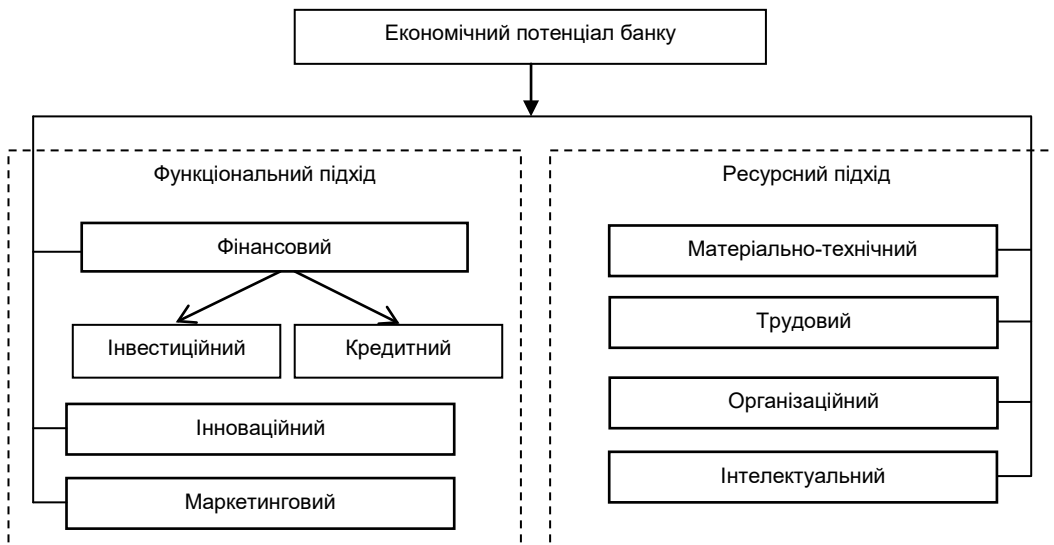 Економічний потенціал банку
Функціональний підхід
Фінансовий
Інвестиційний
Кредитний
Інноваційний
Маркетинговий
Ресурсний підхід
Матеріально-технічний
Трудовий
Організаційний
Інтелектуальний